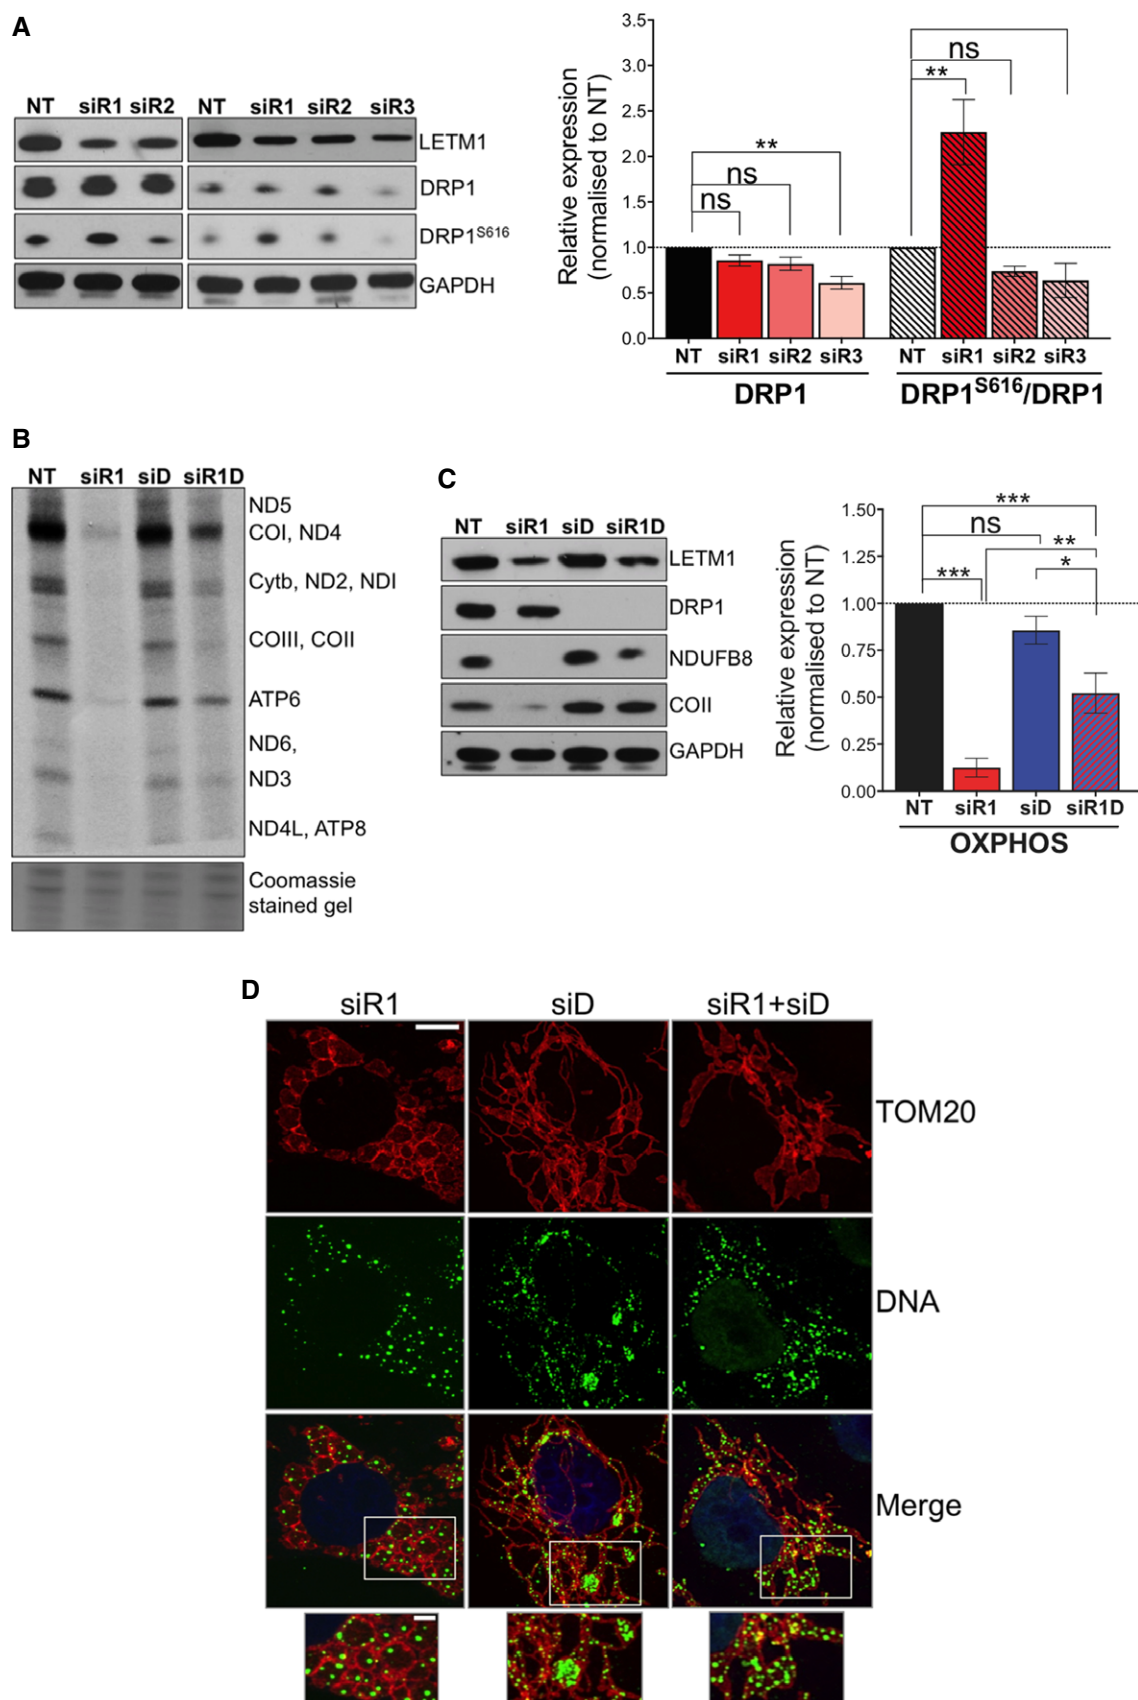 A
NT siR1 siR2 NT siR1 siR2 siR3
LETM1
DRP1
DRP1S616
GAPDH
Relative expression
(normalised to NT)
3.5
3.0
2.5
2.0
1.5
1.0
0.5
0.0
ns
ns
**
**
ns
NT siR1 siR2 siR3 NT siR1 siR2 siR3
DRP1 DRP1S616/DRP1
B
NT siR1 siD siR1D
ND5
COI, ND4
Cytb, ND2, NDI
COIII, COII
ATP6
ND6,
ND3
ND4L, ATP8
Coomassie
stained gel
C
NT siR1 siD siR1D
LETM1
DRP1
NDUFB8
COII
GAPDH
Relative expression
(normalised to NT)
1.50
1.25
1.00
0.75
0.50
0.25
0.00
***
ns
**
***
*
NT siR1 siD siR1D
OXPHOS
D
siR1 siD siR1+siD
TOM20
DNA
Merge